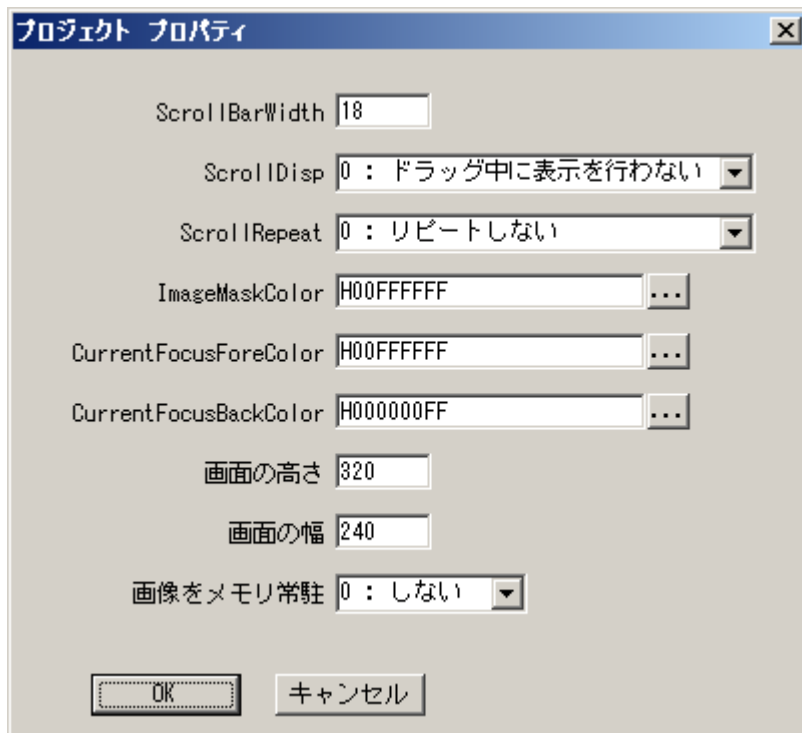 プロジェクト プロパティ
ScrollBarWidth 18
ScrollDisp 0 : ドラッグ中に表示を行わない
ScrollRepeat 0 : リピートしない
ImageMaskColor H00FFFFFF ...
CurrentFocusForeColor H00FFFFFF ...
CurrentFocusBackColor H000000FF ...
画面の高さ 320
画面の幅 240
画像をメモリ常駐 0 : しない
OK キャンセル